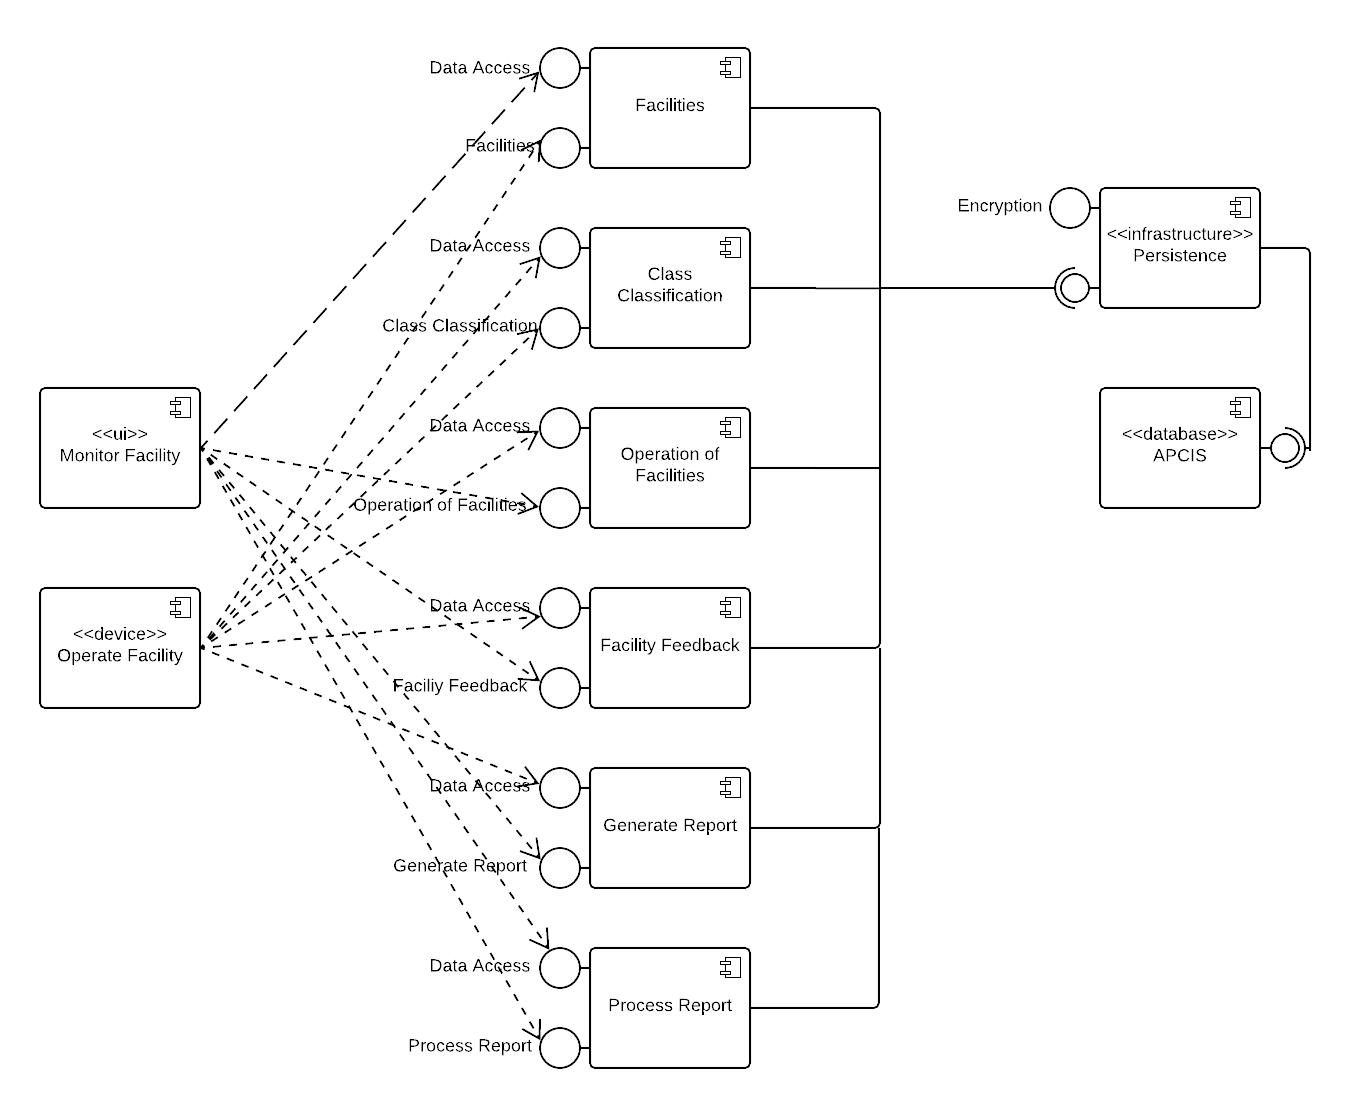 Data Access
Facilities
Facilities
Data Access
Class Classification
Class
Classification
Encryption
<<infrastructure>>
Persistence
<<ui>>
Monitor Facility
Data Access
Operation of Facilities
Operation of
Facilities
<<database>>
APCIS
<<device>>
Operate Facility
Data Access
Faciliy Feedback
Facility Feedback
Data Access
Generate Report
Generate Report
Data Access
Process Report
Process Report